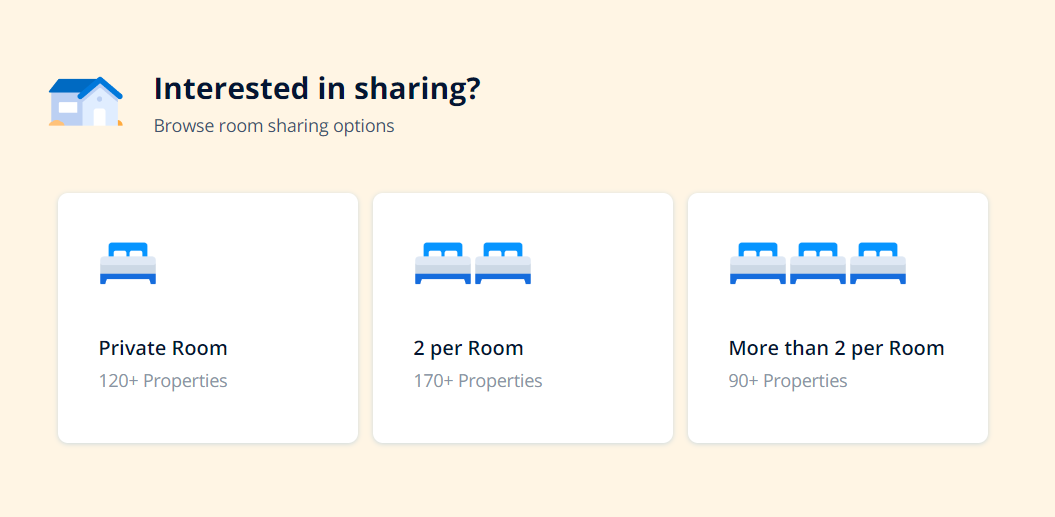 Interested in sharing?
Browse room sharing options
Private Room
120+ Properties
2 per Room
170+ Properties
More than 2 per Room
90+ Properties